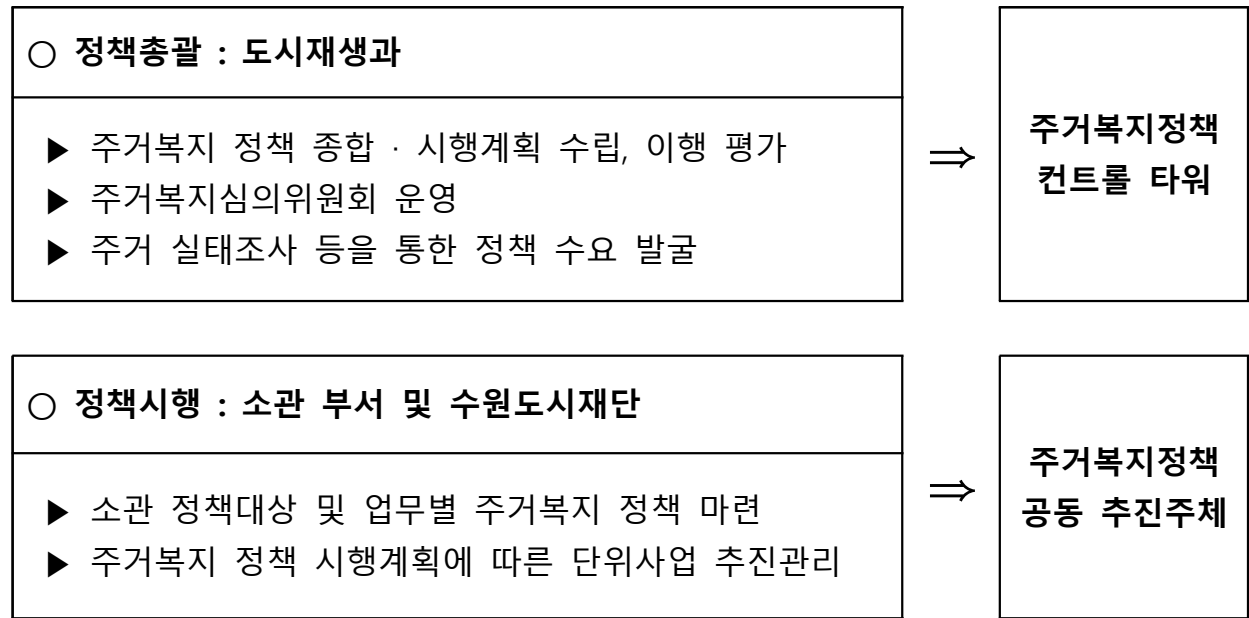 ○ 정책총괄 : 도시재생과
▶ 주거복지 정책 종합 · 시행계획 수립, 이행 평가
▶ 주거복지심의위원회 운영
▶ 주거 실태조사 등을 통한 정책 수요 발굴
⇒
주거복지정책
컨트롤 타워
○ 정책시행 : 소관 부서 및 수원도시재단
▶ 소관 정책대상 및 업무별 주거복지 정책 마련
▶ 주거복지 정책 시행계획에 따른 단위사업 추진관리
⇒
주거복지정책
공동 추진주체